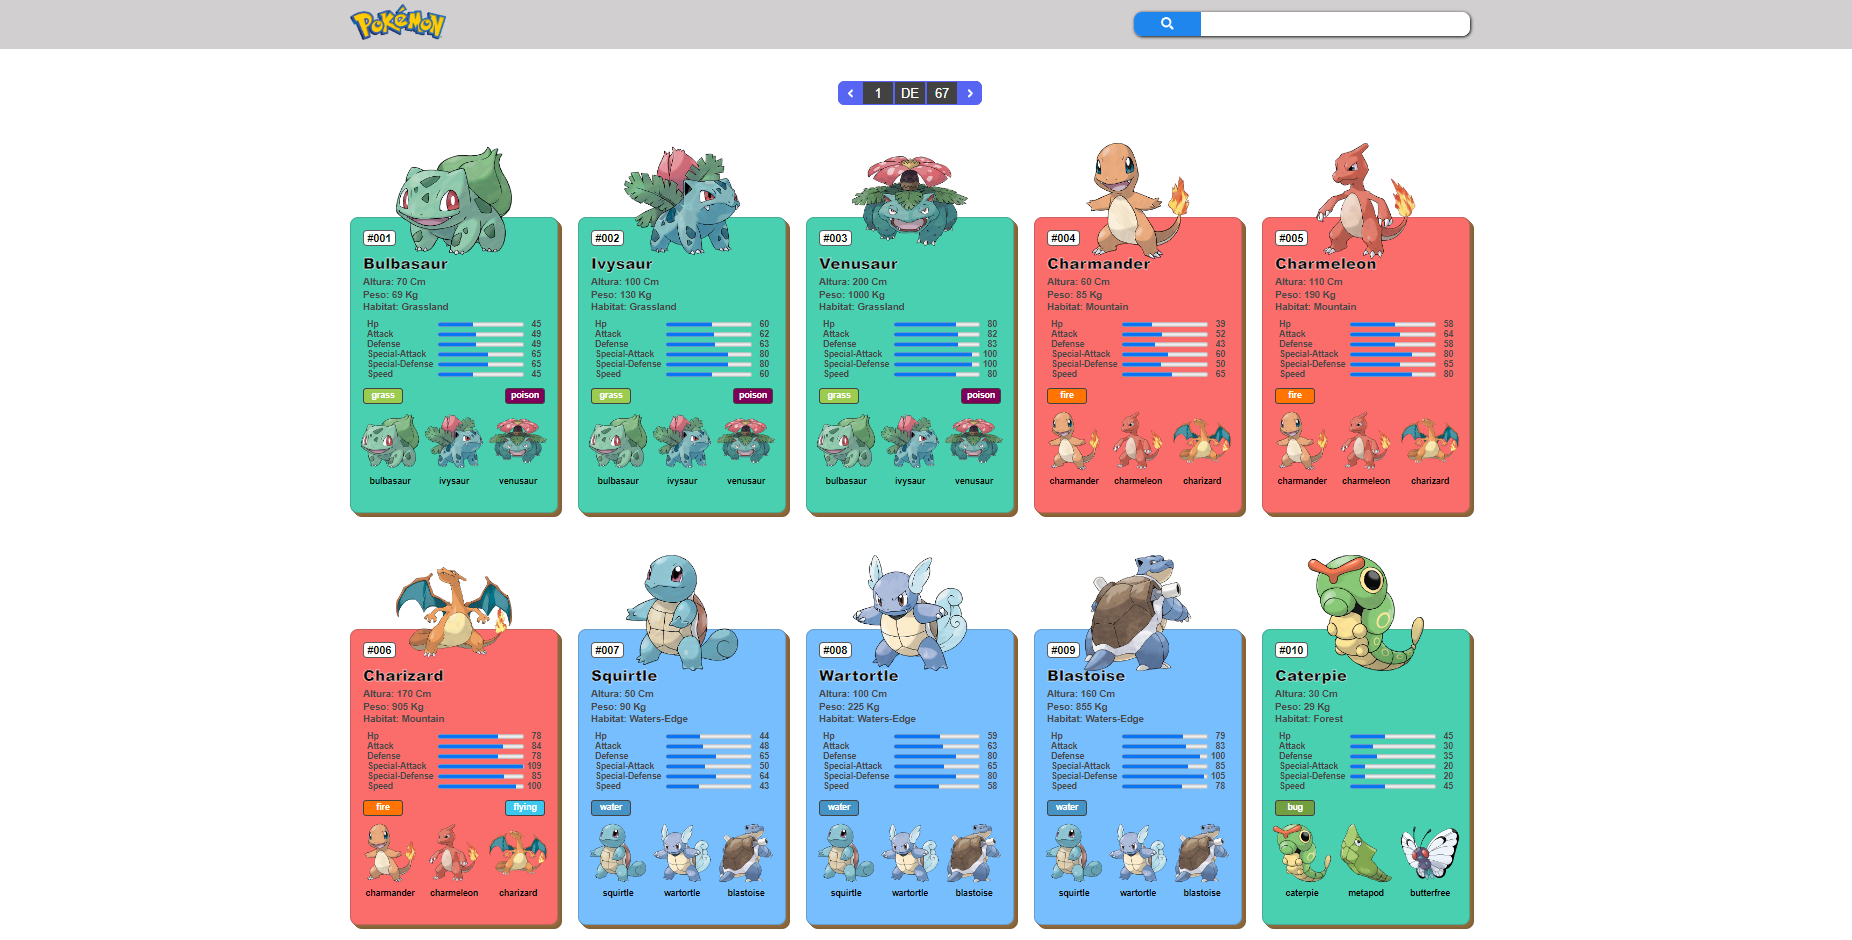 POKéMON
1 DE 67
#001
Bulbasaur
Altura: 70 Cm
Peso: 69 Kg
Habitat: Grassland
Hp 45
Attack 49
Defense 49
Special-Attack 65
Special-Defense 65
Speed 45
grass poison
bulbasaur ivysaur venusaur
#002
Ivysaur
Altura: 100 Cm
Peso: 130 Kg
Habitat: Grassland
Hp 60
Attack 62
Defense 63
Special-Attack 80
Special-Defense 80
Speed 60
grass poison
bulbasaur ivysaur venusaur
#003
Venusaur
Altura: 200 Cm
Peso: 1000 Kg
Habitat: Grassland
Hp 80
Attack 82
Defense 83
Special-Attack 100
Special-Defense 100
Speed 80
grass poison
bulbasaur ivysaur venusaur
#004
Charmander
Altura: 60 Cm
Peso: 85 Kg
Habitat: Mountain
Hp 39
Attack 52
Defense 43
Special-Attack 60
Special-Defense 50
Speed 65
fire
charmander charmeleon charizard
#005
Charmeleon
Altura: 110 Cm
Peso: 190 Kg
Habitat: Mountain
Hp 58
Attack 64
Defense 58
Special-Attack 80
Special-Defense 65
Speed 80
fire
charmander charmeleon charizard
#006
Charizard
Altura: 170 Cm
Peso: 905 Kg
Habitat: Mountain
Hp 78
Attack 84
Defense 78
Special-Attack 109
Special-Defense 85
Speed 100
fire flying
charmander charmeleon charizard
#007
Squirtle
Altura: 50 Cm
Peso: 90 Kg
Habitat: Waters-Edge
Hp 44
Attack 48
Defense 65
Special-Attack 50
Special-Defense 64
Speed 43
water
squirtle wartortle blastoise
#008
Wartortle
Altura: 100 Cm
Peso: 225 Kg
Habitat: Waters-Edge
Hp 59
Attack 63
Defense 80
Special-Attack 65
Special-Defense 80
Speed 58
water
squirtle wartortle blastoise
#009
Blastoise
Altura: 160 Cm
Peso: 855 Kg
Habitat: Waters-Edge
Hp 79
Attack 83
Defense 100
Special-Attack 85
Special-Defense 105
Speed 78
water
squirtle wartortle blastoise
#010
Caterpie
Altura: 30 Cm
Peso: 29 Kg
Habitat: Forest
Hp 45
Attack 30
Defense 35
Special-Attack 20
Special-Defense 20
Speed 45
bug
caterpie metapod butterfree